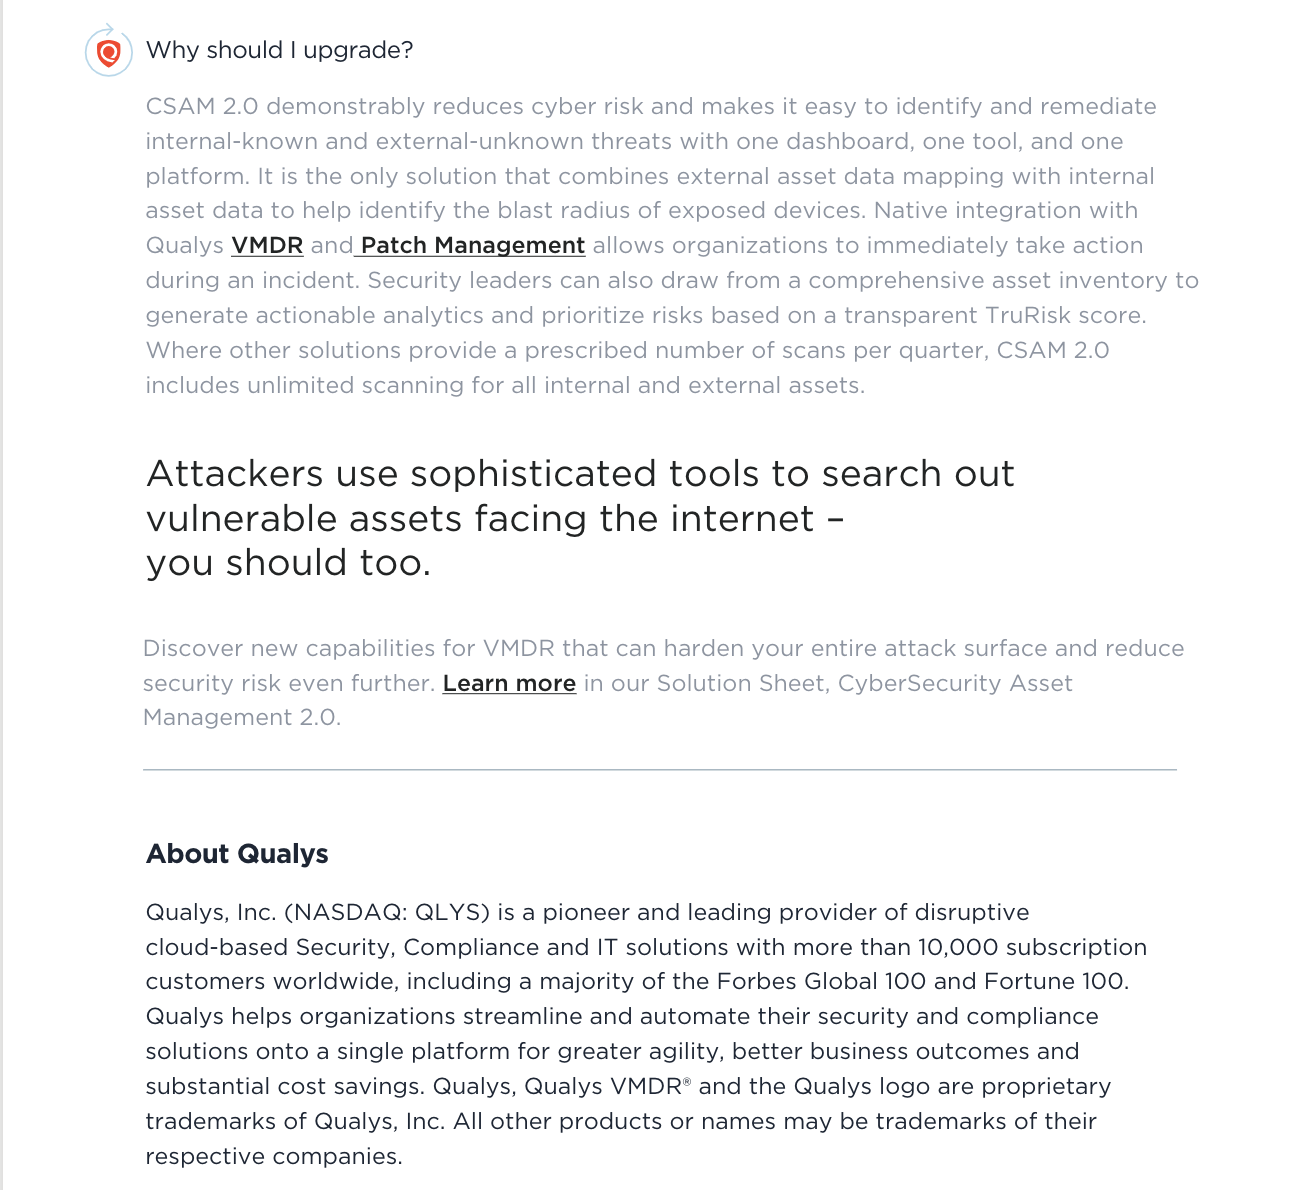 Why should I upgrade?
CSAM 2.0 demonstrably reduces cyber risk and makes it easy to identify and remediate
internal-known and external-unknown threats with one dashboard, one tool, and one
platform. It is the only solution that combines external asset data mapping with internal
asset data to help identify the blast radius of exposed devices. Native integration with
Qualys VMDR and Patch Management allows organizations to immediately take action
during an incident. Security leaders can also draw from a comprehensive asset inventory to
generate actionable analytics and prioritize risks based on a transparent TruRisk score.
Where other solutions provide a prescribed number of scans per quarter, CSAM 2.0
includes unlimited scanning for all internal and external assets.
Attackers use sophisticated tools to search out
vulnerable assets facing the internet –
you should too.
Discover new capabilities for VMDR that can harden your entire attack surface and reduce
security risk even further. Learn more in our Solution Sheet, CyberSecurity Asset
Management 2.0.
About Qualys
Qualys, Inc. (NASDAQ: QLYS) is a pioneer and leading provider of disruptive
cloud-based Security, Compliance and IT solutions with more than 10,000 subscription
customers worldwide, including a majority of the Forbes Global 100 and Fortune 100.
Qualys helps organizations streamline and automate their security and compliance
solutions onto a single platform for greater agility, better business outcomes and
substantial cost savings. Qualys, Qualys VMDR® and the Qualys logo are proprietary
trademarks of Qualys, Inc. All other products or names may be trademarks of their
respective companies.